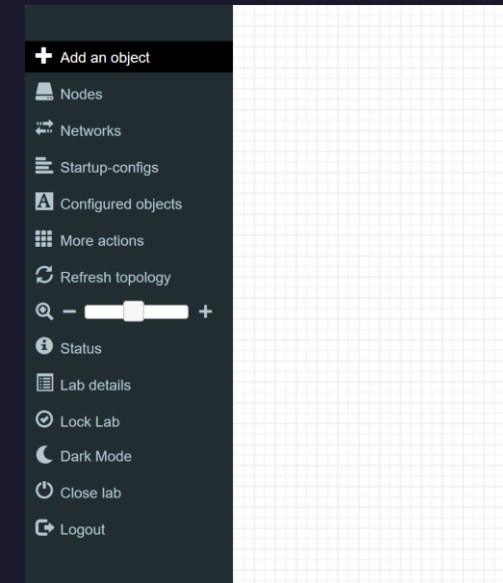 Add an object
Nodes
Networks
Startup-configs
Configured objects
More actions
Refresh topology
Status
Lab details
Lock Lab
Dark Mode
Close lab
Logout